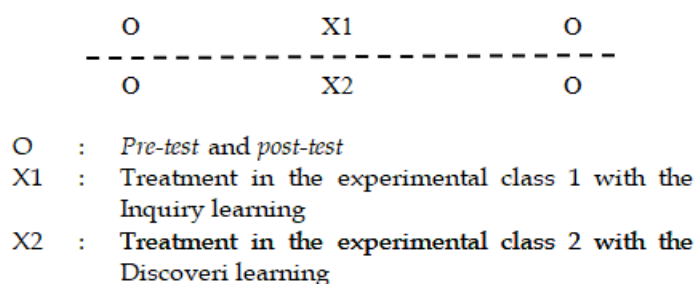 O X1 O
O X2 O
O : Pre-test and post-test
X1 : Treatment in the experimental class 1 with the
Inquiry learning
X2 : Treatment in the experimental class 2 with the
Discoveri learning